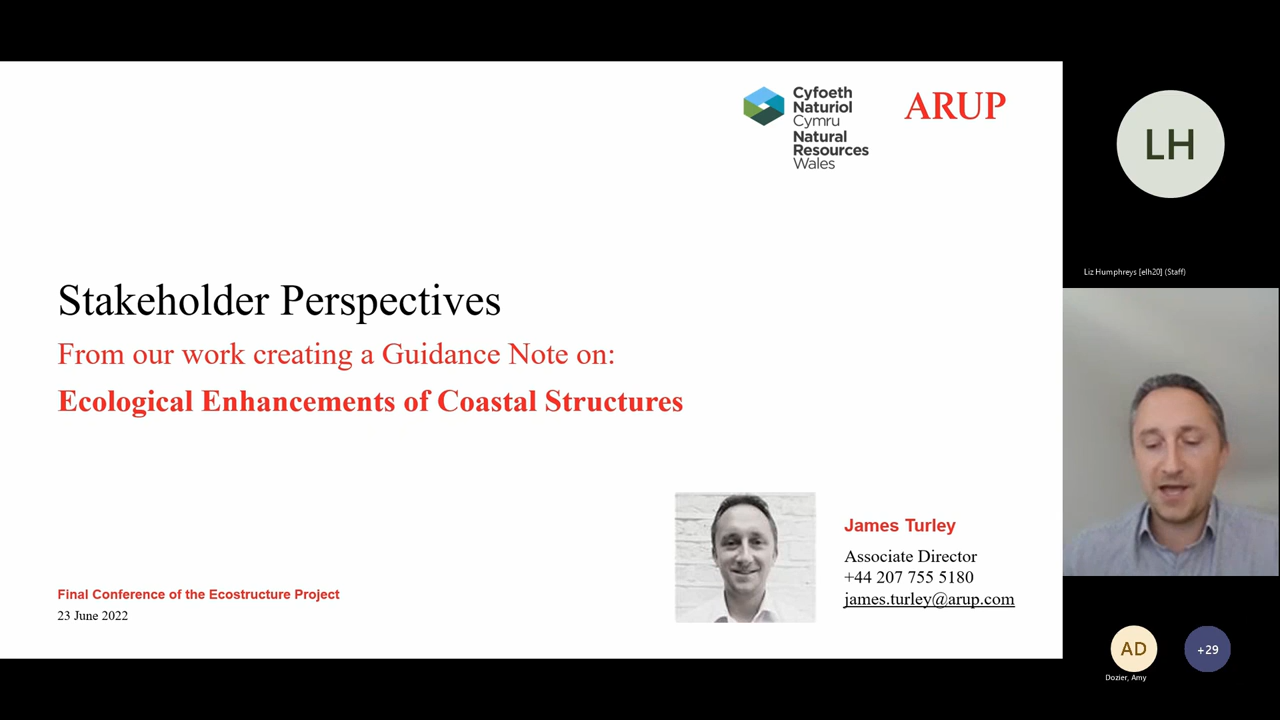 Cyfoeth
Naturiol
Cymru
Natural
Resources
Wales
ARUP
Stakeholder Perspectives
From our work creating a Guidance Note on:
Ecological Enhancements of Coastal Structures
James Turley
Associate Director
+44 207 755 5180
james.turley@arup.com
Final Conference of the Ecostructure Project
23 June 2022
LH
Liz Humphreys [elh20] (Staff)
AD
Dozier, Amy
+29